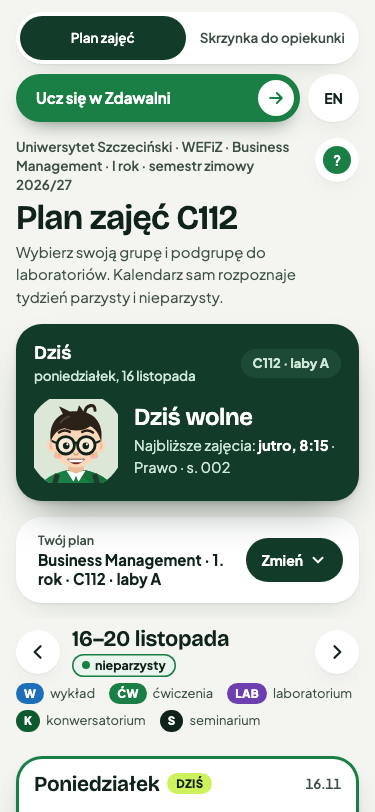 Plan zajęć
Skrzynka do opiekunki
Ucz się w Zdawalni
EN
Uniwersytet Szczeciński · WEFiZ · Business
Management · I rok · semestr zimowy
2026/27
?
Plan zajęć C112
Wybierz swoją grupę i podgrupę do
laboratoriów. Kalendarz sam rozpoznaje
tydzień parzysty i nieparzysty.
Dziś
poniedziałek, 16 listopada
C112 · laby A
Dziś wolne
Najbliższe zajęcia: jutro, 8:15 ·
Prawo · s. 002
Twój plan
Business Management · 1.
rok · C112 · laby A
Zmień
16–20 listopada
nieparzysty
W wykład ĆW ćwiczenia LAB laboratorium
K konwersatorium S seminarium
Poniedziałek DZIŚ 16.11